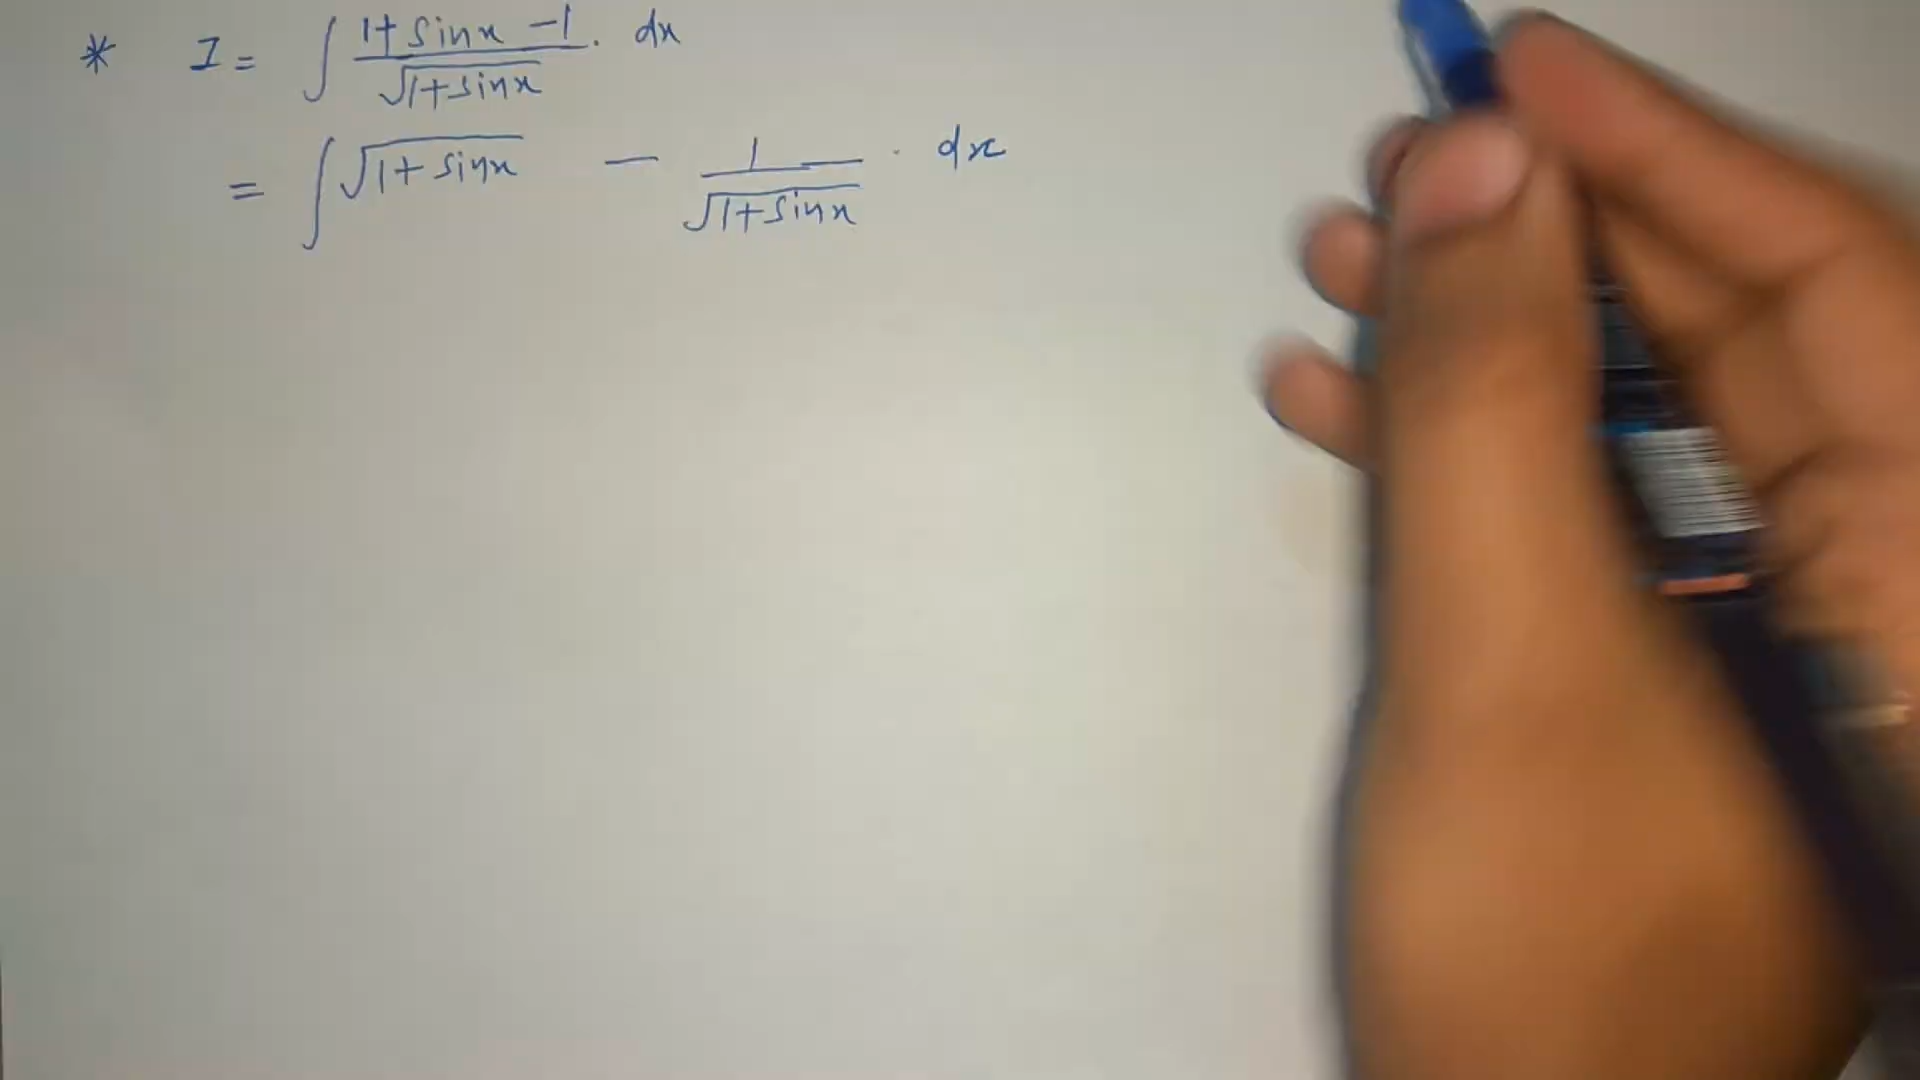 * I = ∫ (1+sinx −1)/√(1+sinx) . dx
= ∫ √(1+sinx) − 1/√(1+sinx) . dx